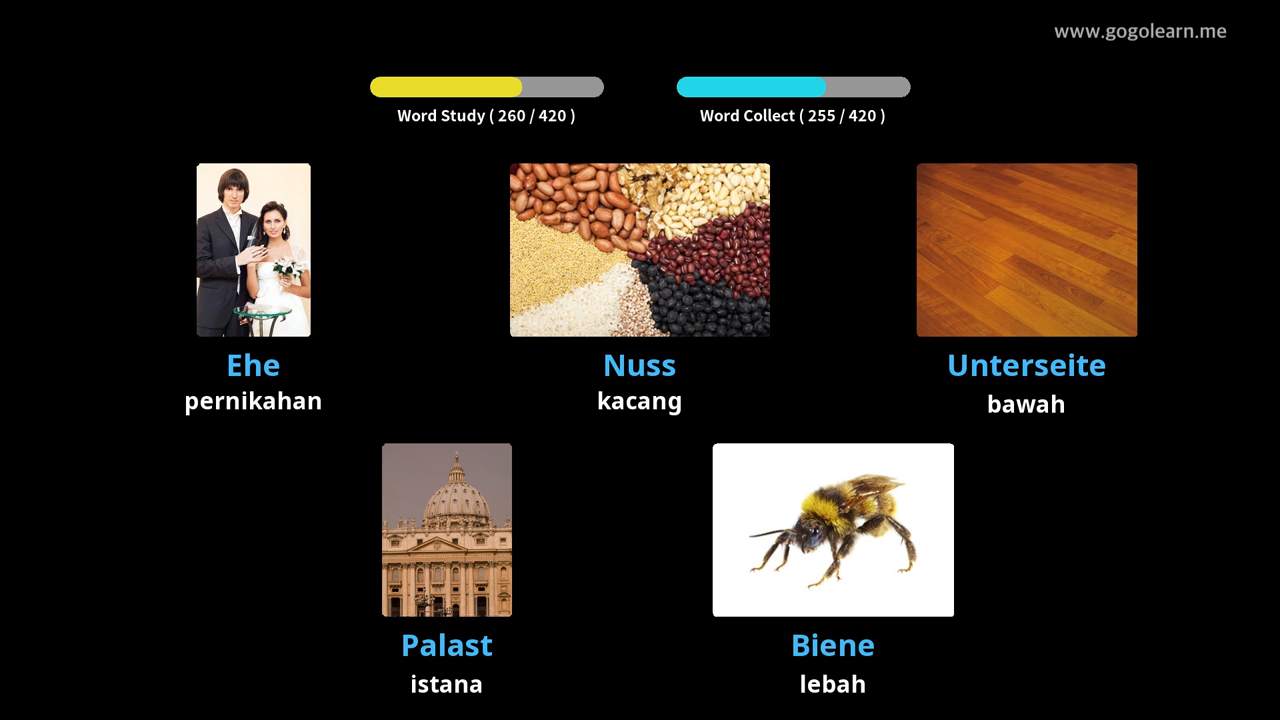 www.gogolearn.me
Word Study ( 260 / 420 )
Word Collect ( 255 / 420 )
Ehe
pernikahan
Nuss
kacang
Unterseite
bawah
Palast
istana
Biene
lebah